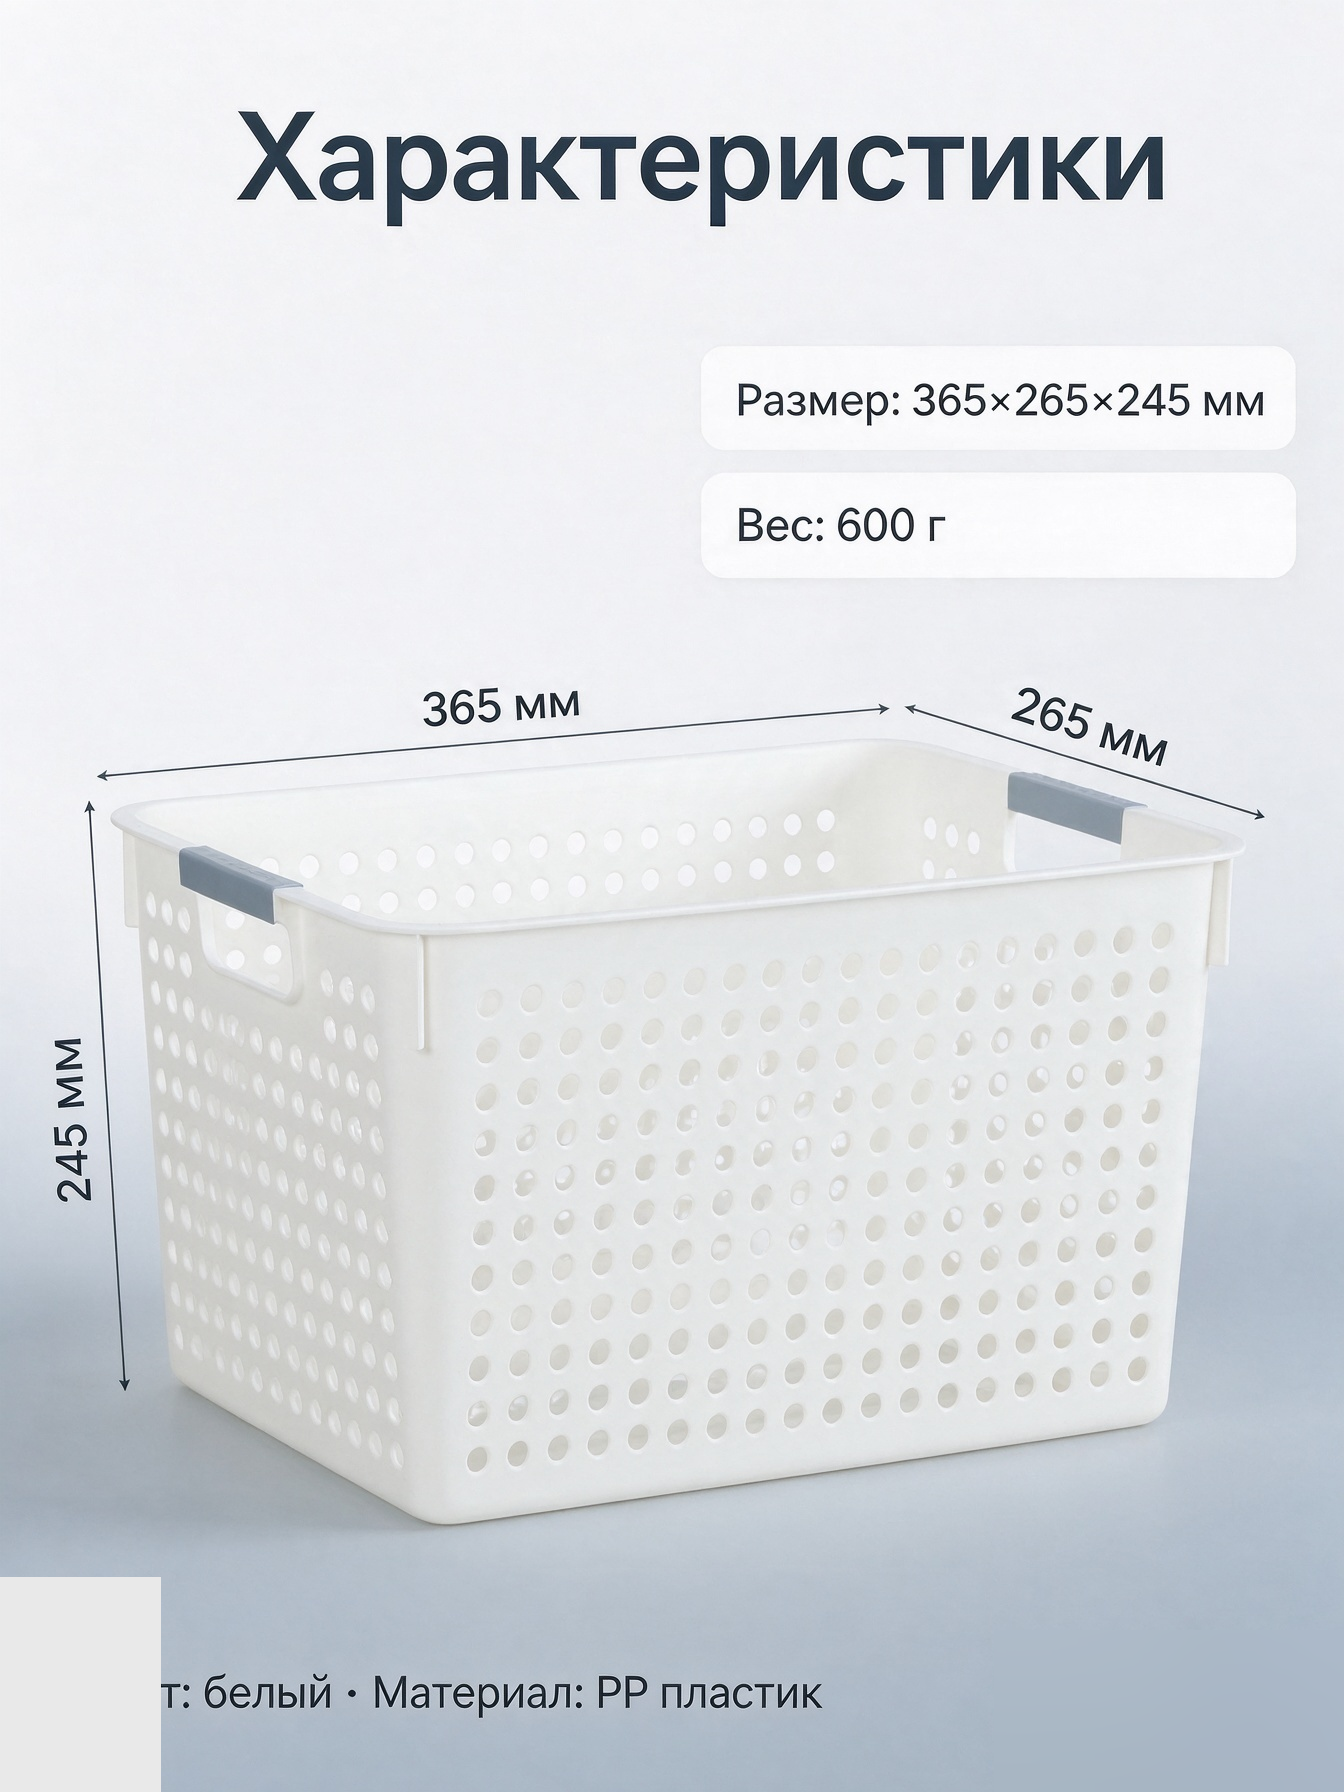 Характеристики
Размер: 365×265×245 мм
Вес: 600 г
365 мм
265 мм
245 мм
т: белый · Материал: PP пластик